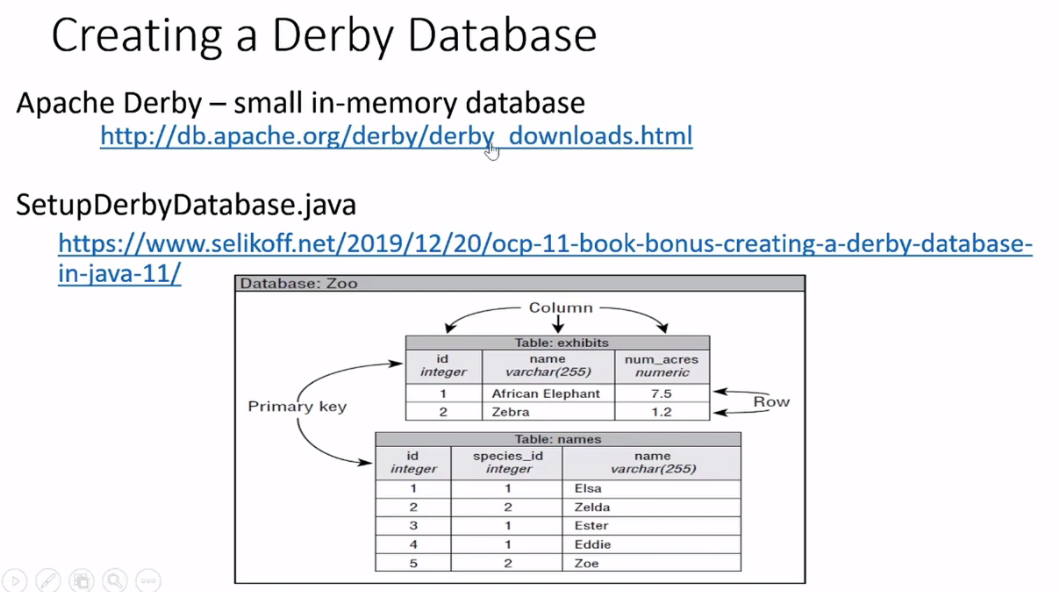 Creating a Derby Database
Apache Derby – small in-memory database
http://db.apache.org/derby/derby_downloads.html
SetupDerbyDatabase.java
https://www.selikoff.net/2019/12/20/ocp-11-book-bonus-creating-a-derby-database-
in-java-11/
Database: Zoo
Column
Table: exhibits
id name num_acres
integer varchar(255) numeric
1 African Elephant 7.5
2 Zebra 1.2
Row
Primary key
Table: names
id species_id name
integer integer varchar(255)
1 1 Elsa
2 2 Zelda
3 1 Ester
4 1 Eddie
5 2 Zoe